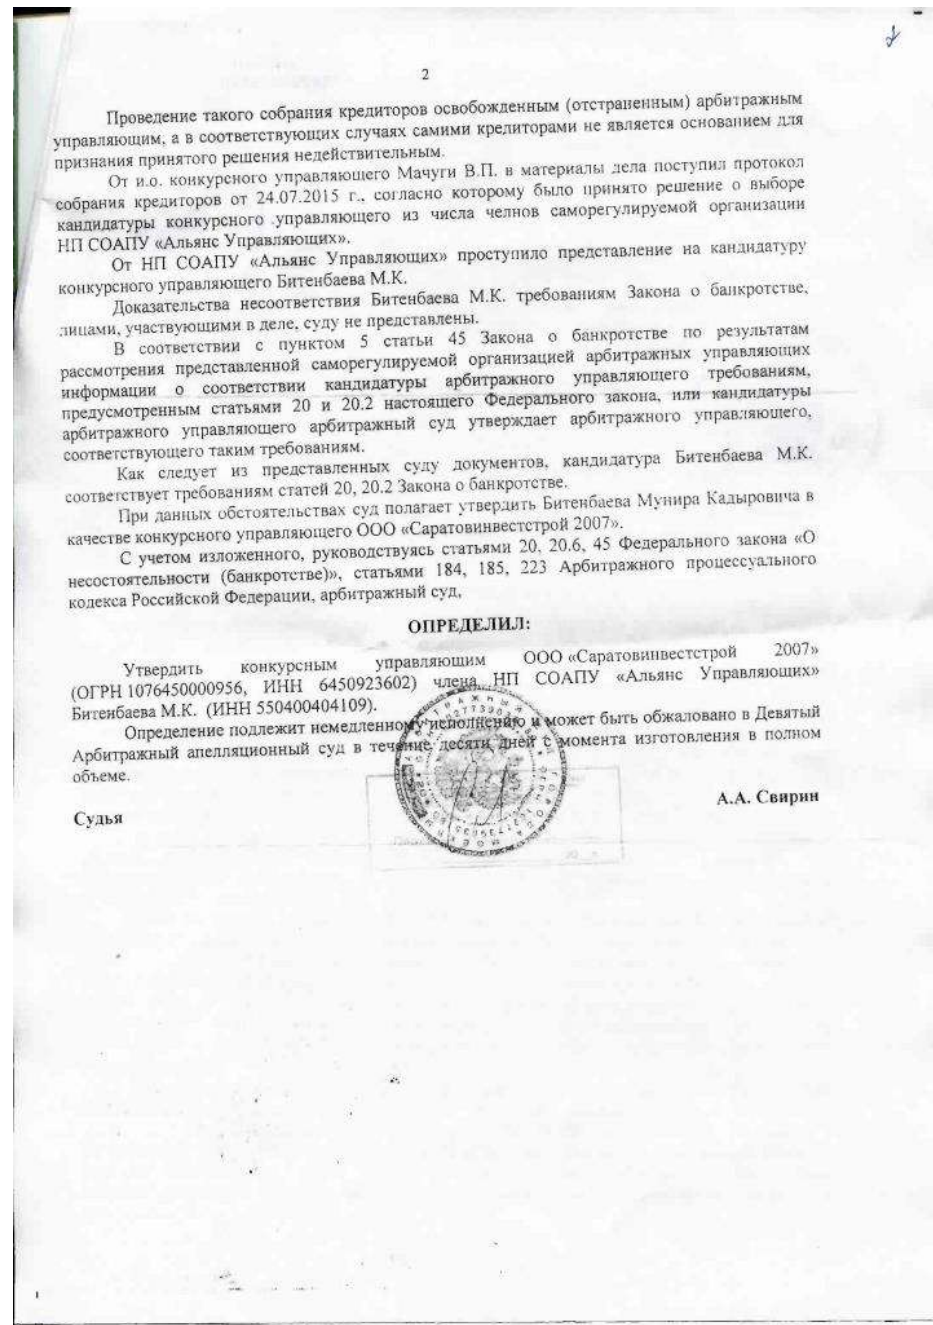 2
Проведение такого собрания кредиторов освобожденным (отстраненным) арбитражным
управляющим, а в соответствующих случаях самими кредиторами не является основанием для
признания принятого решения недействительным.
От и.о. конкурсного управляющего Мачуги В.П. в материалы дела поступил протокол
собрания кредиторов от 24.07.2015 г., согласно которому было принято решение о выборе
кандидатуры конкурсного управляющего из числа челнов саморегулируемой организации
НП СОАПУ «Альянс Управляющих».
От НП СОАПУ «Альянс Управляющих» проступило представление на кандидатуру
конкурсного управляющего Битенбаева М.К.
Доказательства несоответствия Битенбаева М.К. требованиям Закона о банкротстве,
лицами, участвующими в деле, суду не представлены.
В соответствии с пунктом 5 статьи 45 Закона о банкротстве по результатам
рассмотрения представленной саморегулируемой организацией арбитражных управляющих
информации о соответствии кандидатуры арбитражного управляющего требованиям,
предусмотренным статьями 20 и 20.2 настоящего Федерального закона, или кандидатуры
арбитражного управляющего арбитражный суд утверждает арбитражного управляющего,
соответствующего таким требованиям.
Как следует из представленных суду документов, кандидатура Битенбаева М.К.
соответствует требованиям статей 20, 20.2 Закона о банкротстве.
При данных обстоятельствах суд полагает утвердить Битенбаева Мунира Кадыровича в
качестве конкурсного управляющего ООО «Саратовинвестстрой 2007».
С учетом изложенного, руководствуясь статьями 20, 20.6, 45 Федерального закона «О
несостоятельности (банкротстве)», статьями 184, 185, 223 Арбитражного процессуального
кодекса Российской Федерации, арбитражный суд,
ОПРЕДЕЛИЛ:
Утвердить конкурсным управляющим ООО «Саратовинвестстрой 2007»
(ОГРН 1076450000956, ИНН 6450923602) члена НП СОАПУ «Альянс Управляющих»
Битенбаева М.К. (ИНН 550400404109).
Определение подлежит немедленному исполнению и может быть обжаловано в Девятый
Арбитражный апелляционный суд в течение десяти дней с момента изготовления в полном
объеме.
Судья А.А. Свирин